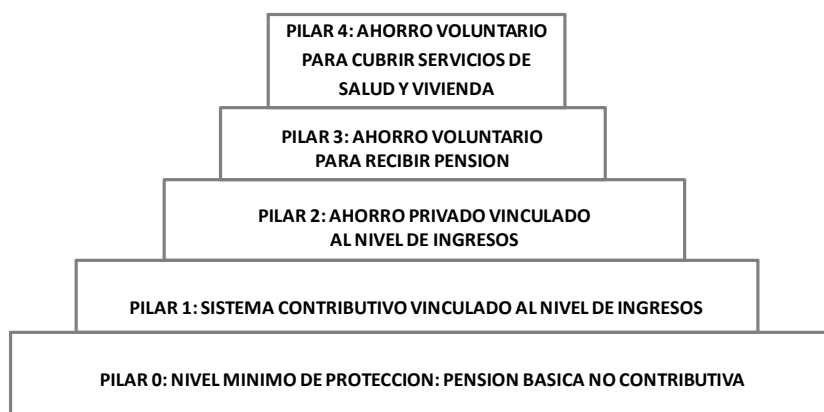 PILAR 4: AHORRO VOLUNTARIO
PARA CUBRIR SERVICIOS DE
SALUD Y VIVIENDA
PILAR 3: AHORRO VOLUNTARIO
PARA RECIBIR PENSION
PILAR 2: AHORRO PRIVADO VINCULADO
AL NIVEL DE INGRESOS
PILAR 1: SISTEMA CONTRIBUTIVO VINCULADO AL NIVEL DE INGRESOS
PILAR 0: NIVEL MINIMO DE PROTECCION: PENSION BASICA NO CONTRIBUTIVA